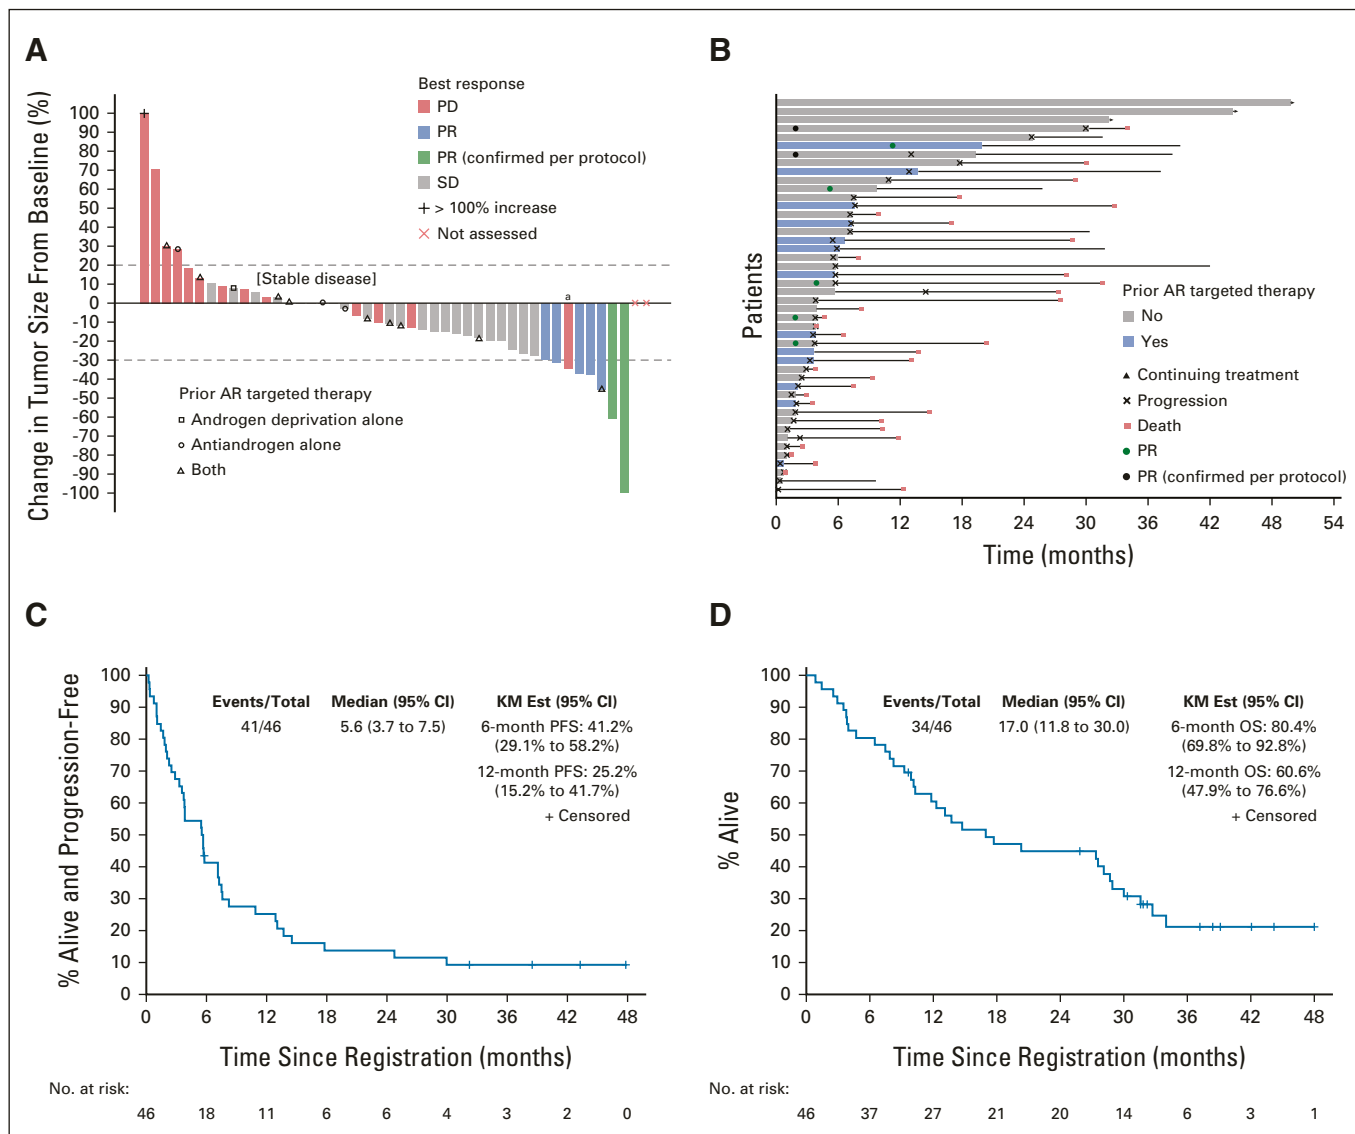 A
Change in Tumor Size From Baseline (%)
100
90
80
70
60
50
40
30
20
10
0
-10
-20
-30
-40
-50
-60
-70
-80
-90
-100
Best response
PD
PR
PR (confirmed per protocol)
SD
+ > 100% increase
× Not assessed
[Stable disease]
a
Prior AR targeted therapy
Androgen deprivation alone
Antiandrogen alone
Both
B
Patients
Prior AR targeted therapy
No
Yes
Continuing treatment
Progression
Death
PR
PR (confirmed per protocol)
0 6 12 18 24 30 36 42 48 54
Time (months)
C
% Alive and Progression-Free
100
90
80
70
60
50
40
30
20
10
0
Events/Total Median (95% CI) KM Est (95% CI)
41/46 5.6 (3.7 to 7.5) 6-month PFS: 41.2%
(29.1% to 58.2%)
12-month PFS: 25.2%
(15.2% to 41.7%)
+ Censored
0 6 12 18 24 30 36 42 48
Time Since Registration (months)
No. at risk:
46 18 11 6 6 4 3 2 0
D
% Alive
100
90
80
70
60
50
40
30
20
10
0
Events/Total Median (95% CI) KM Est (95% CI)
34/46 17.0 (11.8 to 30.0) 6-month OS: 80.4%
(69.8% to 92.8%)
12-month OS: 60.6%
(47.9% to 76.6%)
+ Censored
0 6 12 18 24 30 36 42 48
Time Since Registration (months)
No. at risk:
46 37 27 21 20 14 6 3 1